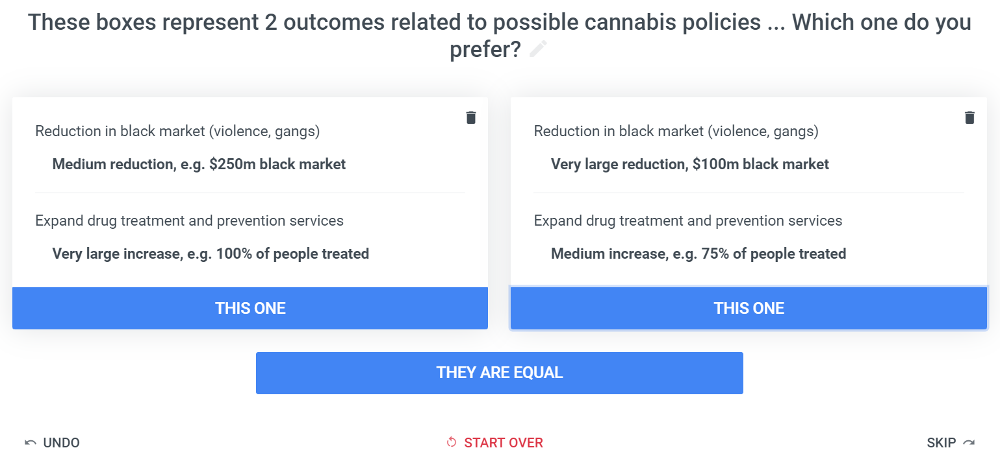 These boxes represent 2 outcomes related to possible cannabis policies ... Which one do you
prefer?
Reduction in black market (violence, gangs)
Medium reduction, e.g. $250m black market
Expand drug treatment and prevention services
Very large increase, e.g. 100% of people treated
THIS ONE
Reduction in black market (violence, gangs)
Very large reduction, $100m black market
Expand drug treatment and prevention services
Medium increase, e.g. 75% of people treated
THIS ONE
THEY ARE EQUAL
UNDO
START OVER
SKIP